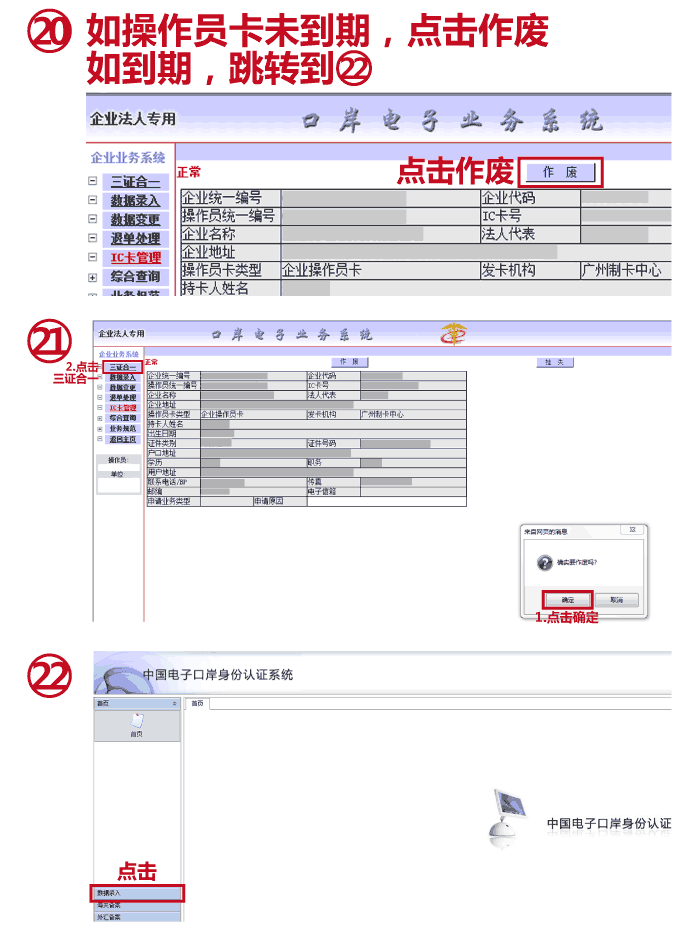 ⑳ 如操作员卡未到期，点击作废
如到期，跳转到㉒
企业法人专用
口岸电子业务系统
企业业务系统
正常
点击作废
作 废
三证合一
数据录入
数据变更
退单处理
IC卡管理
综合查询
企业统一编号 企业代码
操作员统一编号 IC卡号
企业名称 法人代表
企业地址
操作员卡类型 企业操作员卡 发卡机构 广州制卡中心
持卡人姓名
㉑
企业法人专用
口岸电子业务系统
企业业务系统
正常
作 废
挂 失
2.点击
三证合一
三证合一
数据录入
数据变更
退单处理
IC卡管理
综合查询
业务规范
返回主页
操作员:
单位:
企业统一编号 企业代码
操作员统一编号 IC卡号
企业名称 法人代表
企业地址
操作员卡类型 企业操作员卡 发卡机构 广州制卡中心
持卡人姓名
出生日期
证件类别 证件号码
户口地址
学历 职务
用户地址
联系电话/BP 传真
邮编 电子信箱
申请业务类型 申请原因
来自网页的消息
确实要作废吗?
确定
取消
1.点击确定
㉒
中国电子口岸身份认证系统
首页
首页
首页
中国电子口岸身份认证
点击
数据录入
海关备案
外汇备案